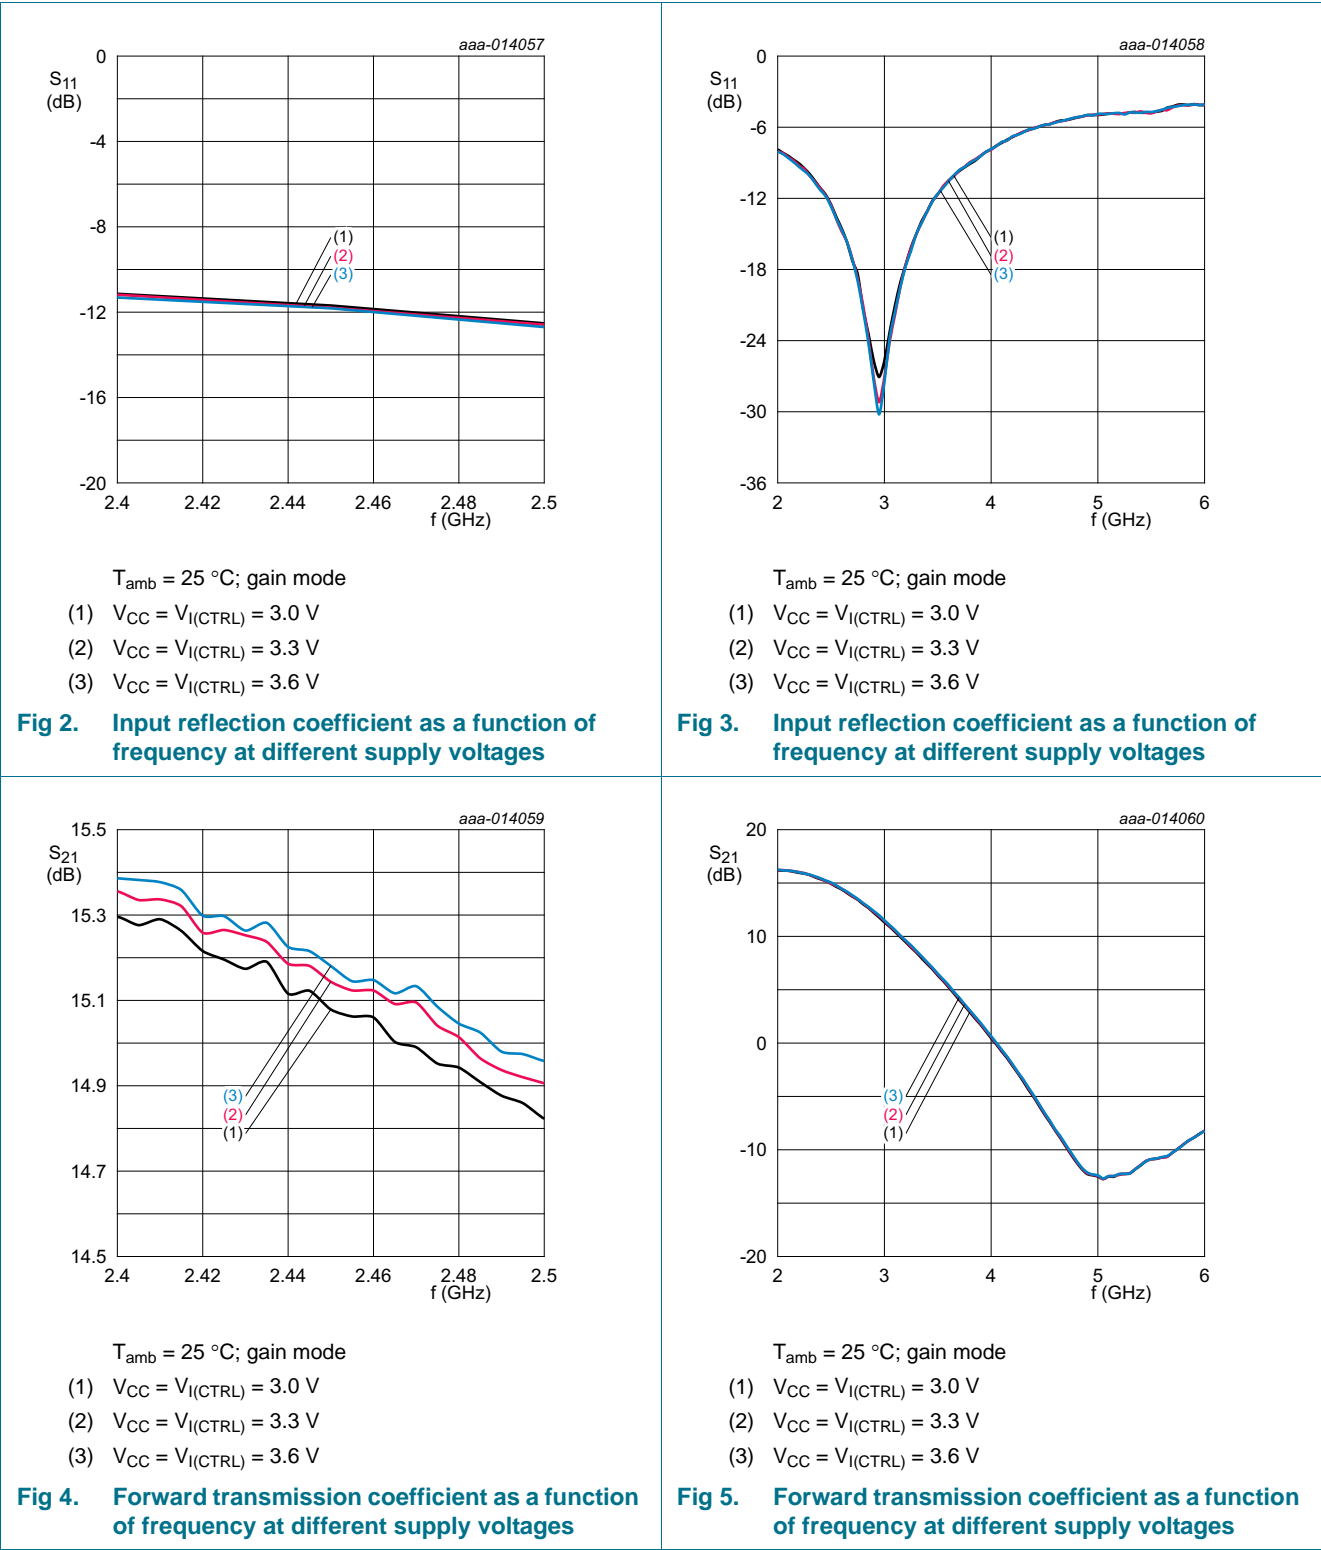 aaa-014057
S11
(dB)
0
-4
-8
-12
-16
-20
(1)
(2)
(3)
2.4 2.42 2.44 2.46 2.48 2.5
f (GHz)
Tamb = 25 °C; gain mode
(1) VCC = VI(CTRL) = 3.0 V
(2) VCC = VI(CTRL) = 3.3 V
(3) VCC = VI(CTRL) = 3.6 V
Fig 2. Input reflection coefficient as a function of
frequency at different supply voltages
aaa-014058
S11
(dB)
0
-6
-12
-18
-24
-30
-36
(1)
(2)
(3)
2 3 4 5 6
f (GHz)
Tamb = 25 °C; gain mode
(1) VCC = VI(CTRL) = 3.0 V
(2) VCC = VI(CTRL) = 3.3 V
(3) VCC = VI(CTRL) = 3.6 V
Fig 3. Input reflection coefficient as a function of
frequency at different supply voltages
aaa-014059
S21
(dB)
15.5
15.3
15.1
14.9
14.7
14.5
(3)
(2)
(1)
2.4 2.42 2.44 2.46 2.48 2.5
f (GHz)
Tamb = 25 °C; gain mode
(1) VCC = VI(CTRL) = 3.0 V
(2) VCC = VI(CTRL) = 3.3 V
(3) VCC = VI(CTRL) = 3.6 V
Fig 4. Forward transmission coefficient as a function
of frequency at different supply voltages
aaa-014060
S21
(dB)
20
10
0
-10
-20
(3)
(2)
(1)
2 3 4 5 6
f (GHz)
Tamb = 25 °C; gain mode
(1) VCC = VI(CTRL) = 3.0 V
(2) VCC = VI(CTRL) = 3.3 V
(3) VCC = VI(CTRL) = 3.6 V
Fig 5. Forward transmission coefficient as a function
of frequency at different supply voltages